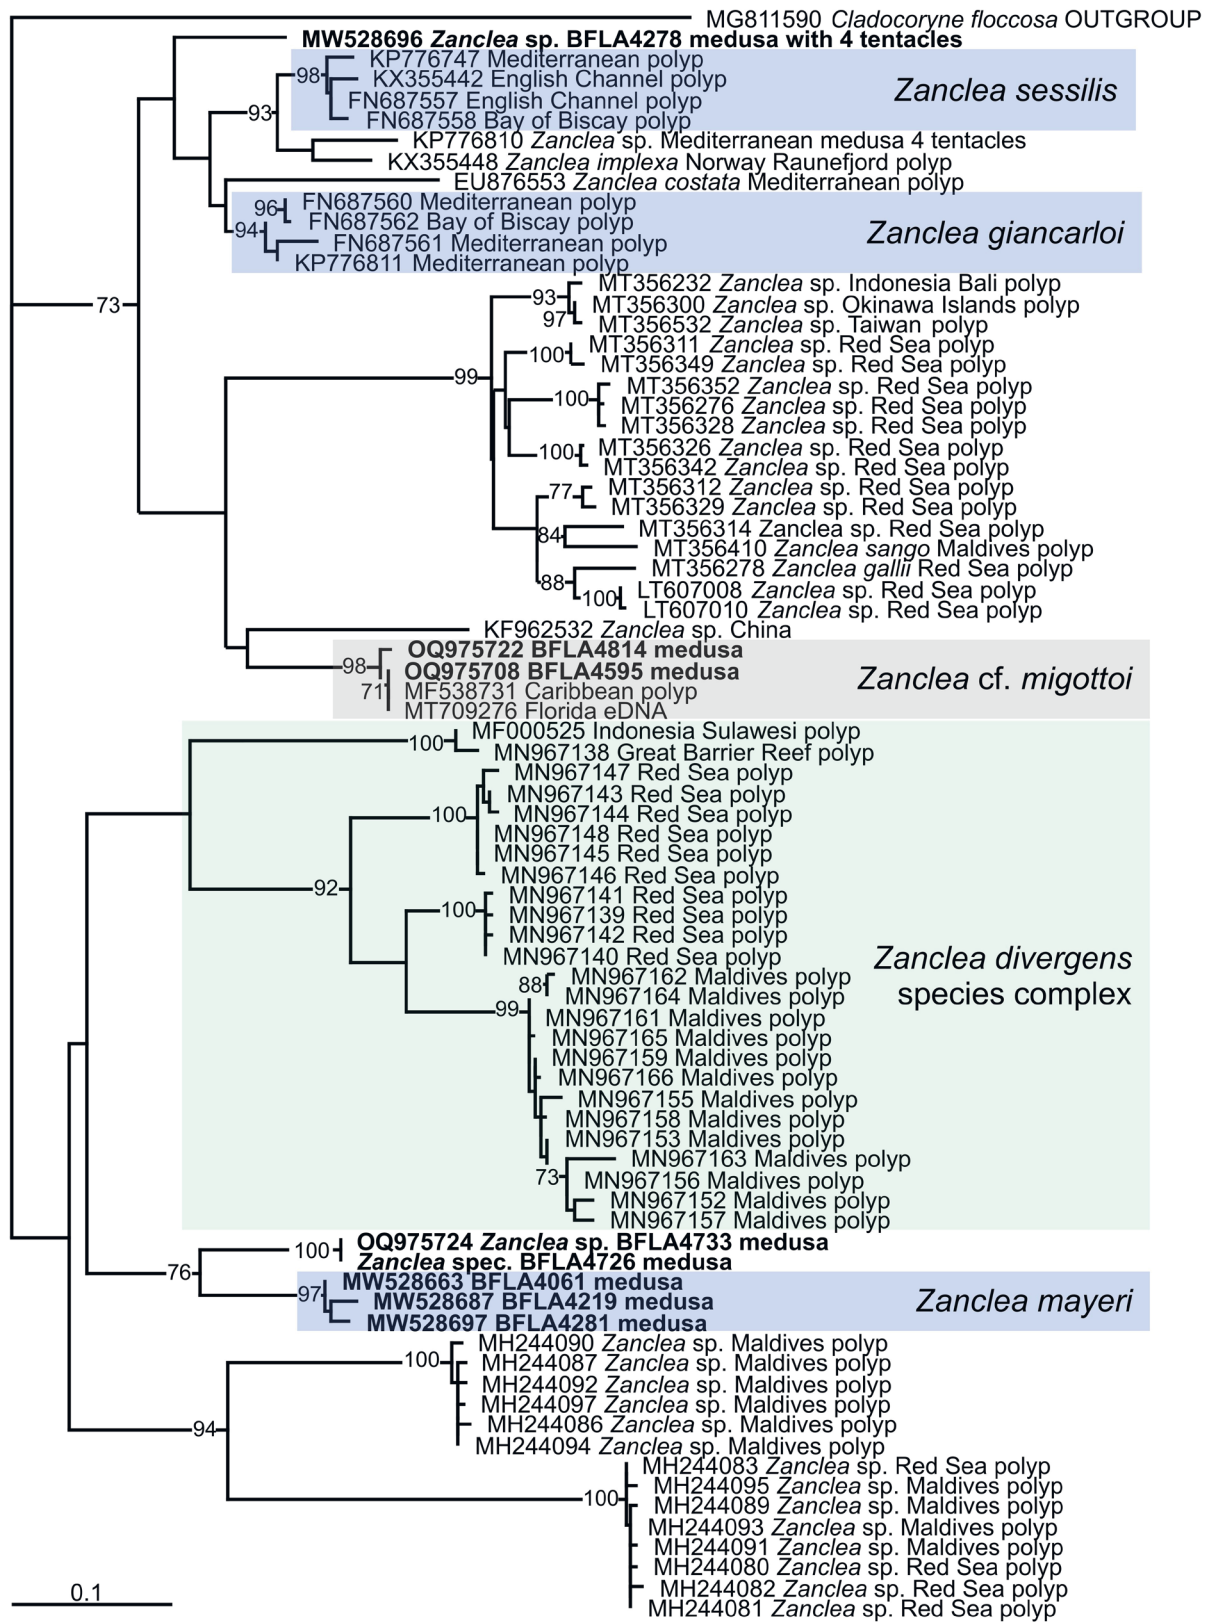 MG811590 Cladocoryne floccosa OUTGROUP
MW528696 Zanclea sp. BFLA4278 medusa with 4 tentacles
KP776747 Mediterranean polyp
98
KX355442 English Channel polyp
Zanclea sessilis
FN687557 English Channel polyp
93
FN687558 Bay of Biscay polyp
KP776810 Zanclea sp. Mediterranean medusa 4 tentacles
KX355448 Zanclea implexa Norway Raunefjord polyp
EU876553 Zanclea costata Mediterranean polyp
FN687560 Mediterranean polyp
96
FN687562 Bay of Biscay polyp
94
Zanclea giancarloi
FN687561 Mediterranean polyp
KP776811 Mediterranean polyp
MT356232 Zanclea sp. Indonesia Bali polyp
93
MT356300 Zanclea sp. Okinawa Islands polyp
73
97
MT356532 Zanclea sp. Taiwan polyp
MT356311 Zanclea sp. Red Sea polyp
100
MT356349 Zanclea sp. Red Sea polyp
99
MT356352 Zanclea sp. Red Sea polyp
100
MT356276 Zanclea sp. Red Sea polyp
MT356328 Zanclea sp. Red Sea polyp
MT356326 Zanclea sp. Red Sea polyp
100
MT356342 Zanclea sp. Red Sea polyp
MT356312 Zanclea sp. Red Sea polyp
77
MT356329 Zanclea sp. Red Sea polyp
MT356314 Zanclea sp. Red Sea polyp
84
MT356410 Zanclea sango Maldives polyp
MT356278 Zanclea gallii Red Sea polyp
88
LT607008 Zanclea sp. Red Sea polyp
100
LT607010 Zanclea sp. Red Sea polyp
KF962532 Zanclea sp. China
OQ975722 BFLA4814 medusa
98
OQ975708 BFLA4595 medusa
Zanclea cf. migottoi
71
MF538731 Caribbean polyp
MT709276 Florida eDNA
MF000525 Indonesia Sulawesi polyp
100
MN967138 Great Barrier Reef polyp
MN967147 Red Sea polyp
MN967143 Red Sea polyp
100
MN967144 Red Sea polyp
MN967148 Red Sea polyp
MN967145 Red Sea polyp
MN967146 Red Sea polyp
92
MN967141 Red Sea polyp
100
MN967139 Red Sea polyp
MN967142 Red Sea polyp
MN967140 Red Sea polyp
Zanclea divergens
species complex
MN967162 Maldives polyp
88
MN967164 Maldives polyp
99
MN967161 Maldives polyp
MN967165 Maldives polyp
MN967159 Maldives polyp
MN967166 Maldives polyp
MN967155 Maldives polyp
MN967158 Maldives polyp
MN967153 Maldives polyp
MN967163 Maldives polyp
73
MN967156 Maldives polyp
MN967152 Maldives polyp
MN967157 Maldives polyp
OQ975724 Zanclea sp. BFLA4733 medusa
100
Zanclea spec. BFLA4726 medusa
76
MW528663 BFLA4061 medusa
97
MW528687 BFLA4219 medusa
Zanclea mayeri
MW528697 BFLA4281 medusa
MH244090 Zanclea sp. Maldives polyp
100
MH244087 Zanclea sp. Maldives polyp
MH244092 Zanclea sp. Maldives polyp
MH244097 Zanclea sp. Maldives polyp
MH244086 Zanclea sp. Maldives polyp
94
MH244094 Zanclea sp. Maldives polyp
MH244083 Zanclea sp. Red Sea polyp
MH244095 Zanclea sp. Maldives polyp
100
MH244089 Zanclea sp. Maldives polyp
MH244093 Zanclea sp. Maldives polyp
MH244091 Zanclea sp. Maldives polyp
MH244080 Zanclea sp. Red Sea polyp
MH244082 Zanclea sp. Red Sea polyp
MH244081 Zanclea sp. Red Sea polyp
0.1